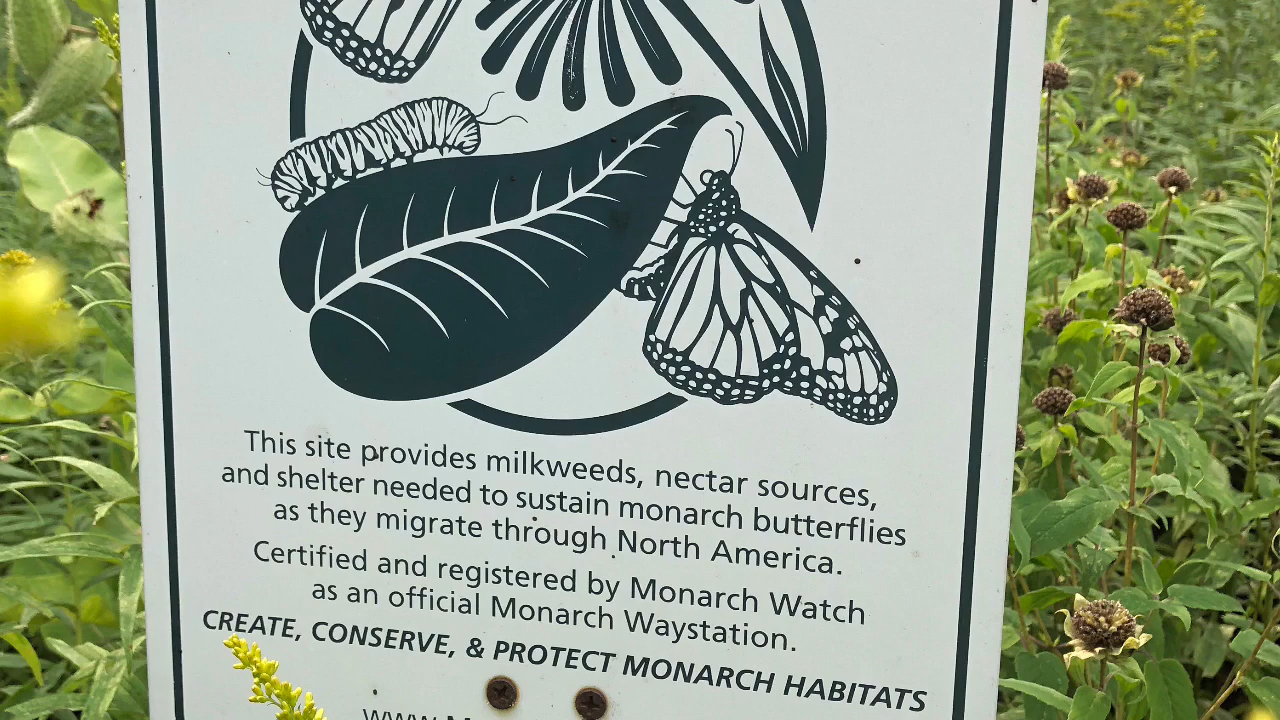 This site provides milkweeds, nectar sources,
and shelter needed to sustain monarch butterflies
as they migrate through North America.
Certified and registered by Monarch Watch
as an official Monarch Waystation.
CREATE, CONSERVE, & PROTECT MONARCH HABITATS